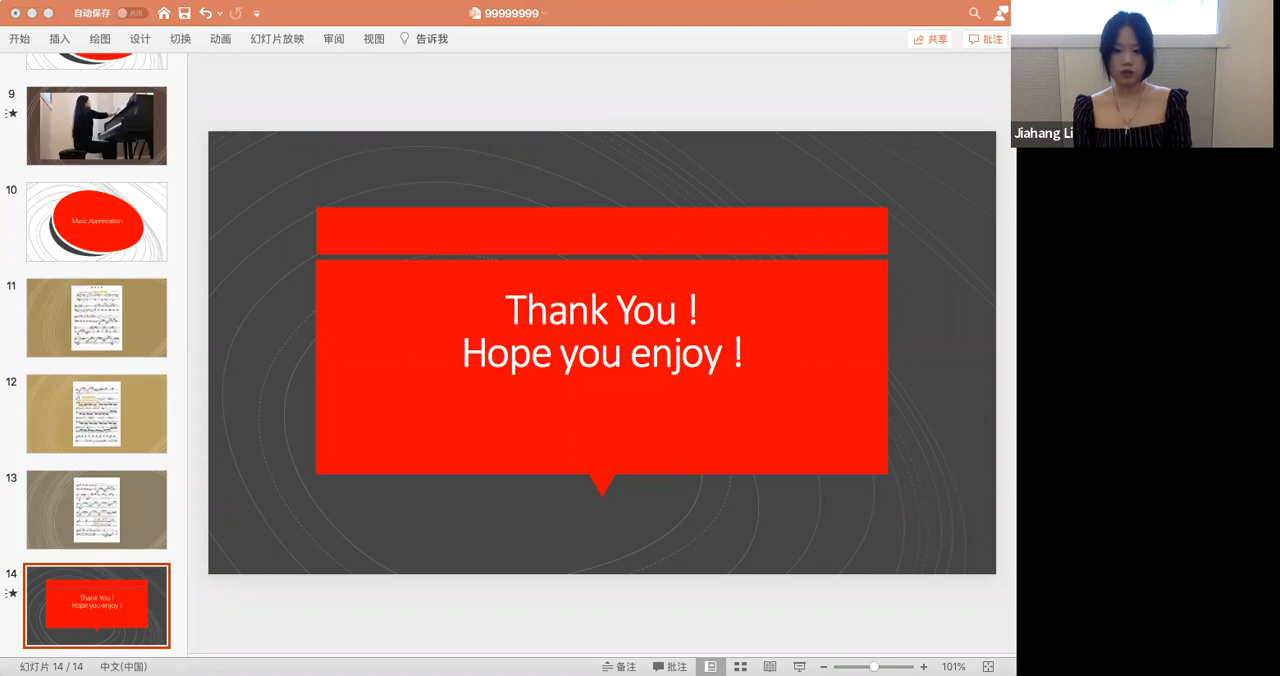 自动保存
关闭
99999999
开始
插入
绘图
设计
切换
动画
幻灯片放映
审阅
视图
告诉我
共享
批注
9
10
Music Appreciation
11
12
13
14
Thank You !
Hope you enjoy !
Thank You !
Hope you enjoy !
Jiahang Li
幻灯片 14 / 14
中文(中国)
备注
批注
101%